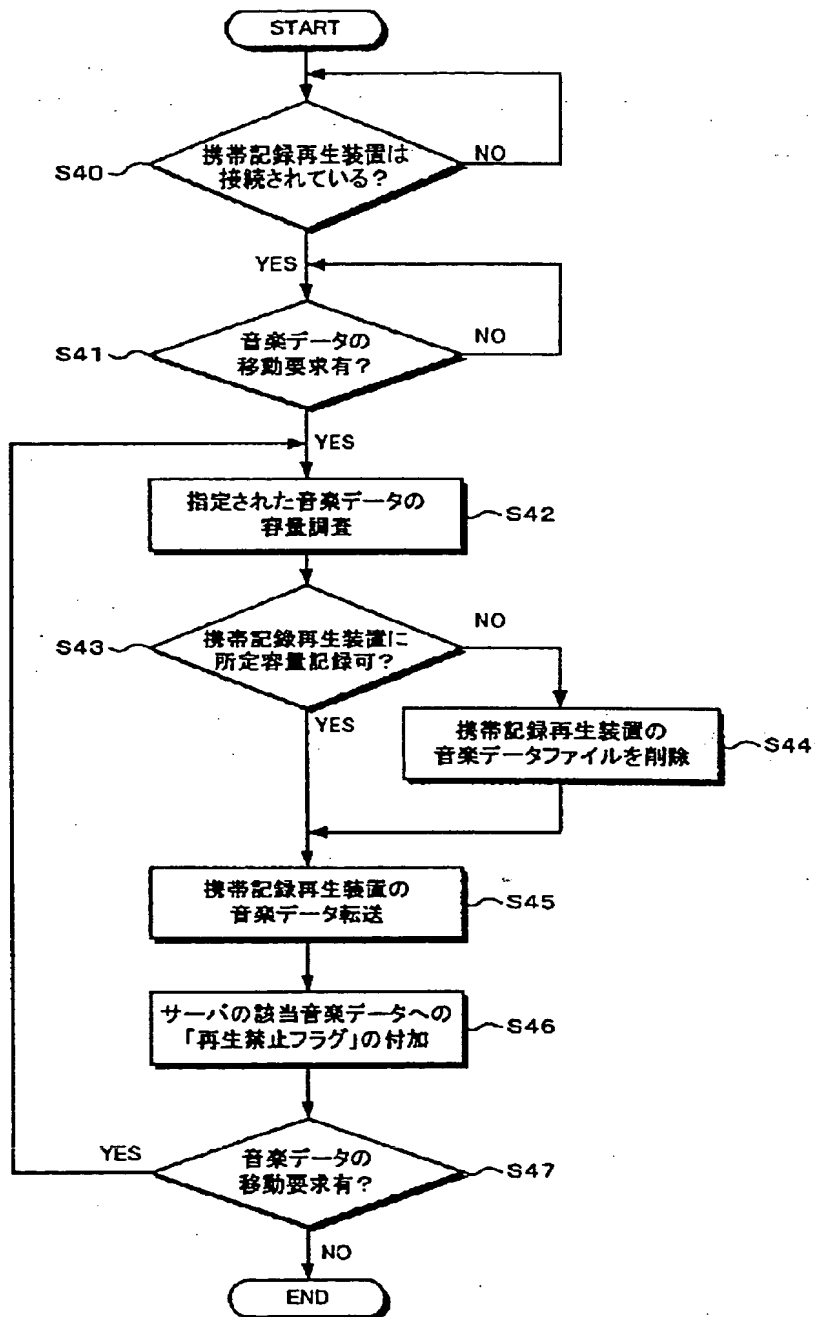 START
S40
携帯記録再生装置は
接続されている?
NO
YES
S41
音楽データの
移動要求有?
NO
YES
指定された音楽データの
容量調査
S42
S43
携帯記録再生装置に
所定容量記録可?
NO
YES
携帯記録再生装置の
音楽データファイルを削除
S44
携帯記録再生装置の
音楽データ転送
S45
サーバの該当音楽データへの
「再生禁止フラグ」の付加
S46
YES
音楽データの
移動要求有?
S47
NO
END